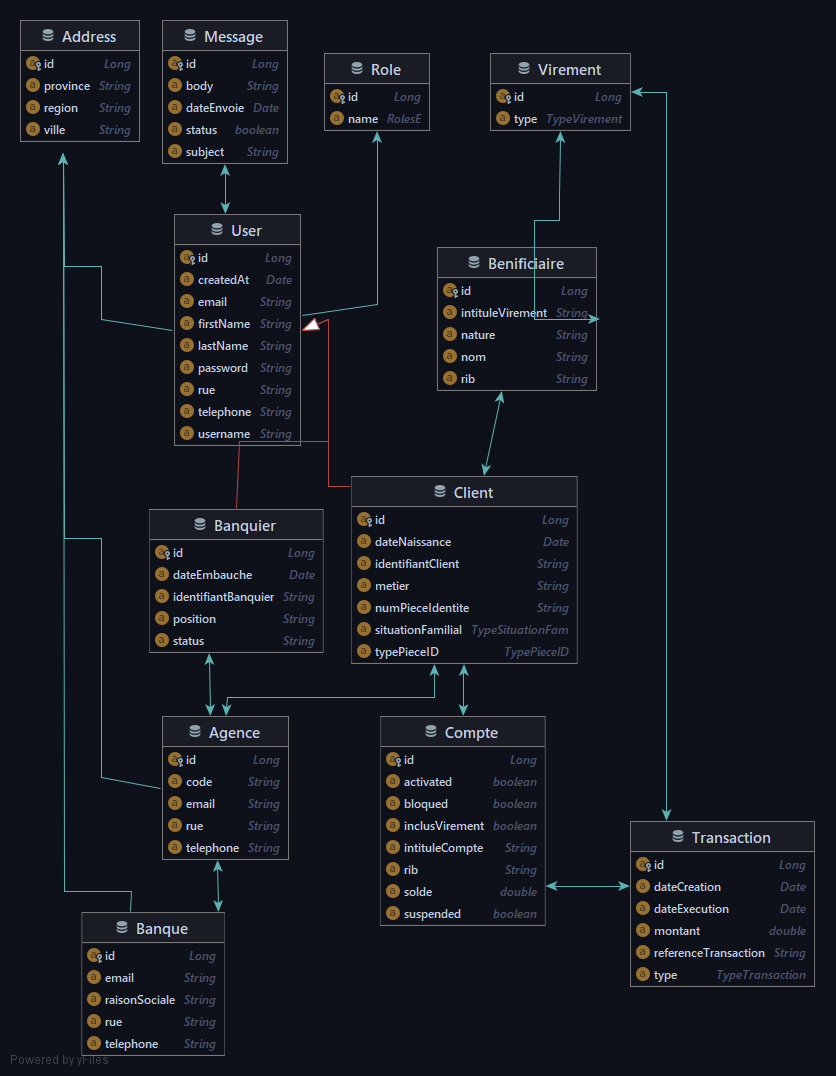 Address
id Long
province String
region String
ville String
Message
id Long
body String
dateEnvoie Date
status boolean
subject String
Role
id Long
name RolesE
Virement
id Long
type TypeVirement
User
id Long
createdAt Date
email String
firstName String
lastName String
password String
rue String
telephone String
username String
Benificiaire
id Long
intituleVirement String
nature String
nom String
rib String
Client
id Long
dateNaissance Date
identifiantClient String
metier String
numPieceIdentite String
situationFamilial TypeSituationFam
typePieceID TypePieceID
Banquier
id Long
dateEmbauche Date
identifiantBanquier String
position String
status String
Agence
id Long
code String
email String
rue String
telephone String
Compte
id Long
activated boolean
bloqued boolean
inclusVirement boolean
intituleCompte String
rib String
solde double
suspended boolean
Transaction
id Long
dateCreation Date
dateExecution Date
montant double
referenceTransaction String
type TypeTransaction
Banque
id Long
email String
raisonSociale String
rue String
telephone String
Powered by yFiles